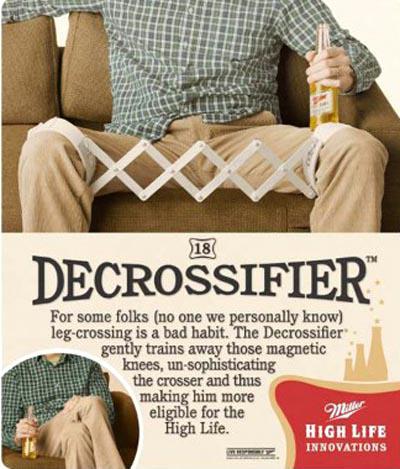 18
DECROSSIFIER™
For some folks (no one we personally know)
leg-crossing is a bad habit. The Decrossifier
gently trains away those magnetic
knees, un-sophisticating
the crosser and thus
making him more
eligible for the
High Life.
Miller
HIGH LIFE
INNOVATIONS
LIVE RESPONSIBLY